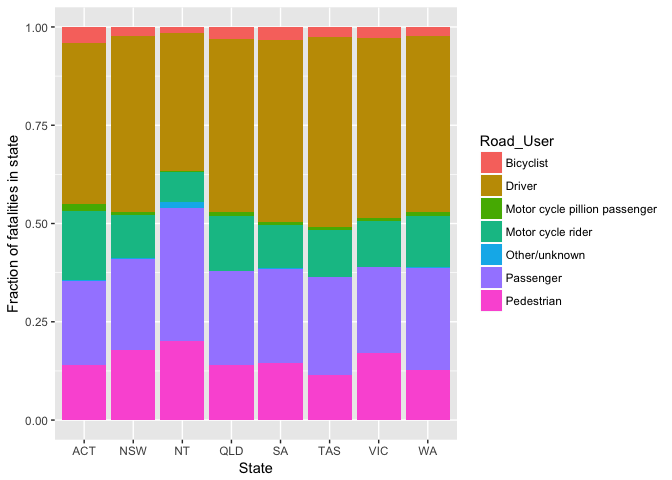 1.00
0.75
0.50
0.25
0.00
Fraction of fatalities in state
ACT NSW NT QLD SA TAS VIC WA
State
Road_User
Bicyclist
Driver
Motor cycle pillion passenger
Motor cycle rider
Other/unknown
Passenger
Pedestrian